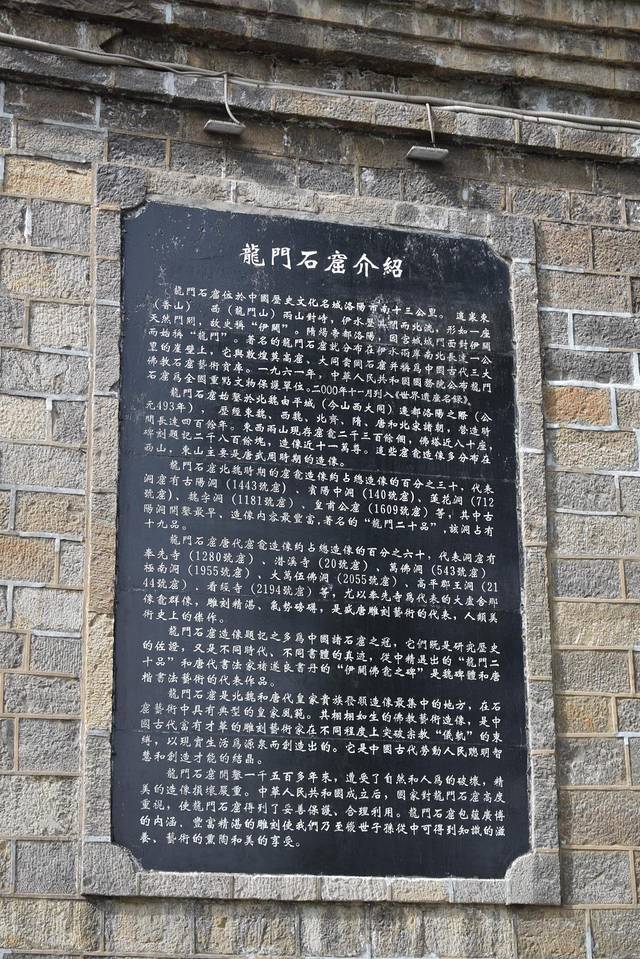 龍門石窟介紹
龍門石窟位於中國歷史文化名城洛陽市南十三公里。這裏東
(香山) 西(龍門山)兩山對峙，伊水歷其間而北流，形如一座
天然門闕，故史稱“伊闕”。隋煬帝都洛陽，因宮城城門面對伊闕
而始稱“龍門”。著名的龍門石窟就分布在伊水兩岸南北長達一公
里的崖壁上，它與敦煌莫高窟、大同雲岡石窟并稱爲中國古代三大
佛教石窟藝術寶庫。一九六一年，中華人民共和國國務院公布龍門
石窟爲全國重點文物保護單位。二000年十一月列入《世界遺產名錄》。
龍門石窟始鑿於北魏由平城(今山西大同)遷都洛陽之際(公
元493年)，歷經東魏、西魏、北齊、隋、唐和北宋諸朝，營造時
間長達四百餘年。東西兩山現存窟龕二千三百餘個，佛塔近八十座，
碑刻題記二千八百餘塊，造像近十一萬尊。這些窟龕造像多分布在
西山，東山主要是唐武周時期的造像。
龍門石窟北魏時期的窟龕造像約占總造像的百分之三十，代表
洞窟有古陽洞(1443號窟)、賓陽中洞(140號窟)、蓮花洞(712
號窟)、魏字洞(1181號窟)、皇甫公窟(1609號窟)等，其中古
陽洞開鑿最早，造像内容最豐富，著名的“龍門二十品”，該洞占有
十九品。
龍門石窟唐代窟龕造像約占總造像的百分之六十，代表洞窟有
奉先寺(1280號窟)、潜溪寺(20號窟)、萬佛洞(543號窟)、
極南洞(1955號窟)、大萬伍佛洞(2055號窟)、高平郡王洞(21
44號窟)、看經寺(2194號窟)等，尤以奉先寺爲代表的大盧舍那
像龕群像，雕刻精湛，氣勢磅礴，是盛唐雕刻藝術的代表，人類美
術史上的傑作。
龍門石窟造像題記之多爲中國諸石窟之冠，它們既是研究歷史
的佐證，又是不同時代、不同書體的真迹，從中精選出的“龍門二
十品”和唐代書法家褚遂良書丹的“伊闕佛龕之碑”是魏碑體和唐
楷書法藝術的代表作品。
龍門石窟是北魏和唐代皇家貴族發願造像最集中的地方，在石
窟藝術中具有典型的皇家風範。其栩栩如生的佛教藝術造像，是中
國古代富有才華的雕刻藝術家在不同程度上突破宗教“儀軌”的束
縛，以現實生活爲源泉而創造出的。它是中國古代勞動人民聰明智
慧和創造才能的結晶。
龍門石窟開鑿一千五百多年來，遭受了自然和人爲的破壞，精
美的造像損壞嚴重。中華人民共和國成立后，國家對龍門石窟高度
重視，使龍門石窟得到了妥善保護、合理利用。龍門石窟包蘊廣博
的内涵，豐富精湛的雕刻使我們乃至後世子孫從中可得到知識的滋
養、藝術的熏陶和美的享受。